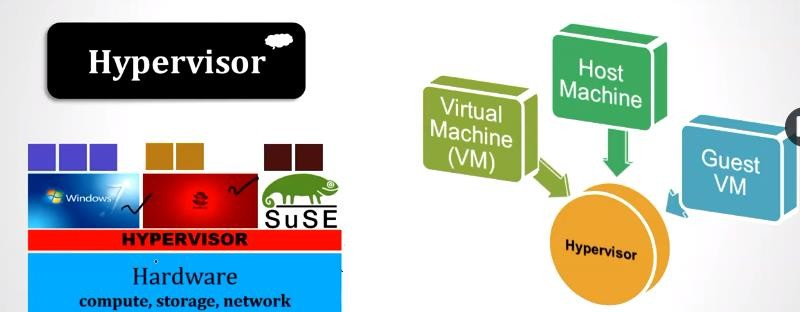 Hypervisor
Windows 7
SuSE
HYPERVISOR
Hardware
compute, storage, network
Virtual
Machine
(VM)
Host
Machine
Guest
VM
Hypervisor